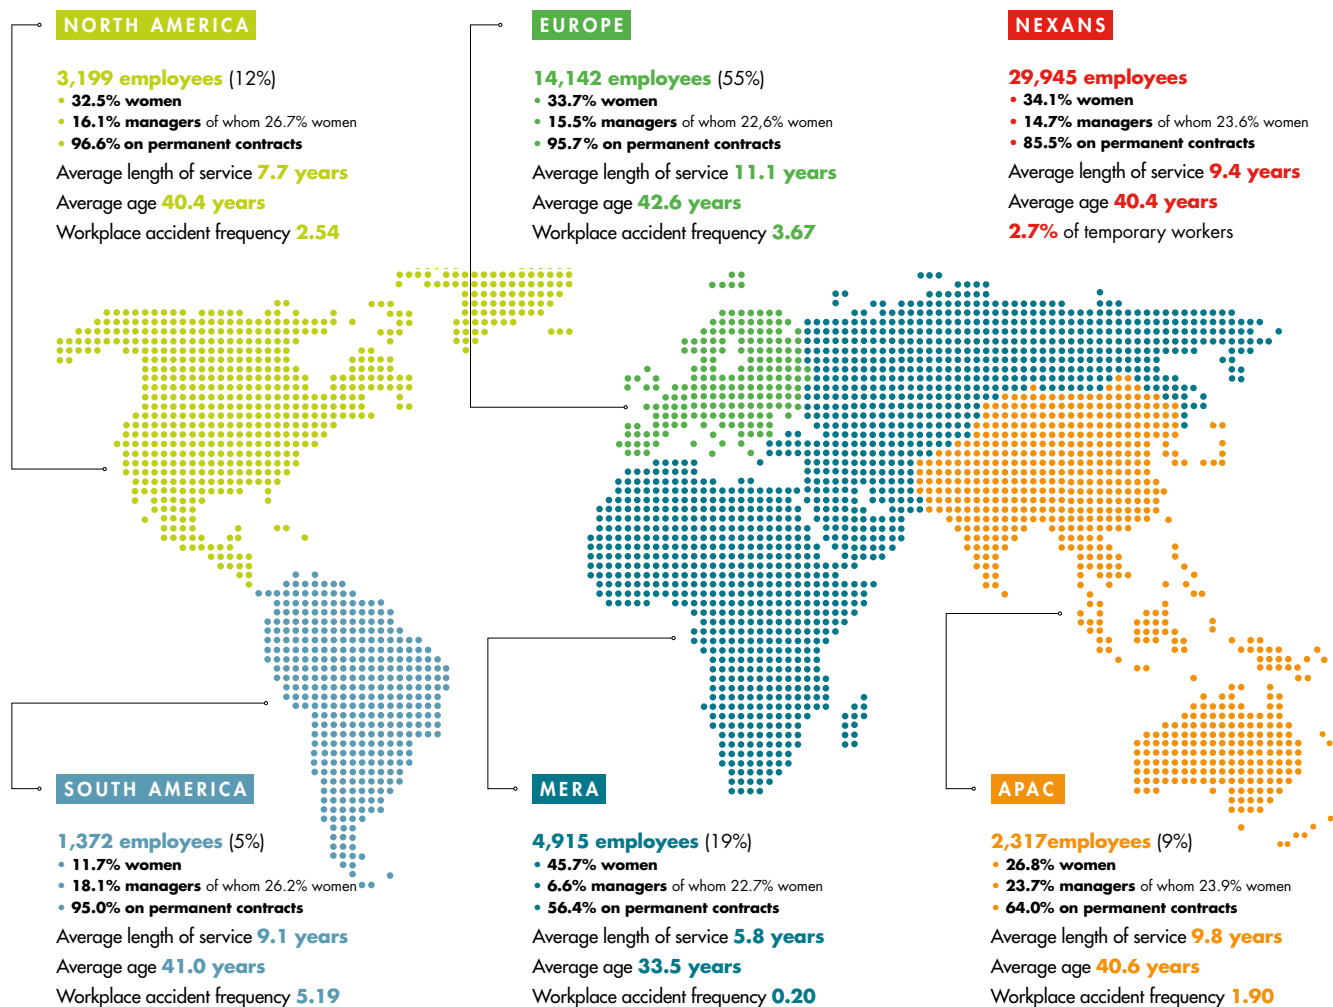 NORTH AMERICA
3,199 employees (12%)
• 32.5% women
• 16.1% managers of whom 26.7% women
• 96.6% on permanent contracts
Average length of service 7.7 years
Average age 40.4 years
Workplace accident frequency 2.54
EUROPE
14,142 employees (55%)
• 33.7% women
• 15.5% managers of whom 22,6% women
• 95.7% on permanent contracts
Average length of service 11.1 years
Average age 42.6 years
Workplace accident frequency 3.67
NEXANS
29,945 employees
• 34.1% women
• 14.7% managers of whom 23.6% women
• 85.5% on permanent contracts
Average length of service 9.4 years
Average age 40.4 years
2.7% of temporary workers
SOUTH AMERICA
1,372 employees (5%)
• 11.7% women
• 18.1% managers of whom 26.2% women
• 95.0% on permanent contracts
Average length of service 9.1 years
Average age 41.0 years
Workplace accident frequency 5.19
MERA
4,915 employees (19%)
• 45.7% women
• 6.6% managers of whom 22.7% women
• 56.4% on permanent contracts
Average length of service 5.8 years
Average age 33.5 years
Workplace accident frequency 0.20
APAC
2,317employees (9%)
• 26.8% women
• 23.7% managers of whom 23.9% women
• 64.0% on permanent contracts
Average length of service 9.8 years
Average age 40.6 years
Workplace accident frequency 1.90